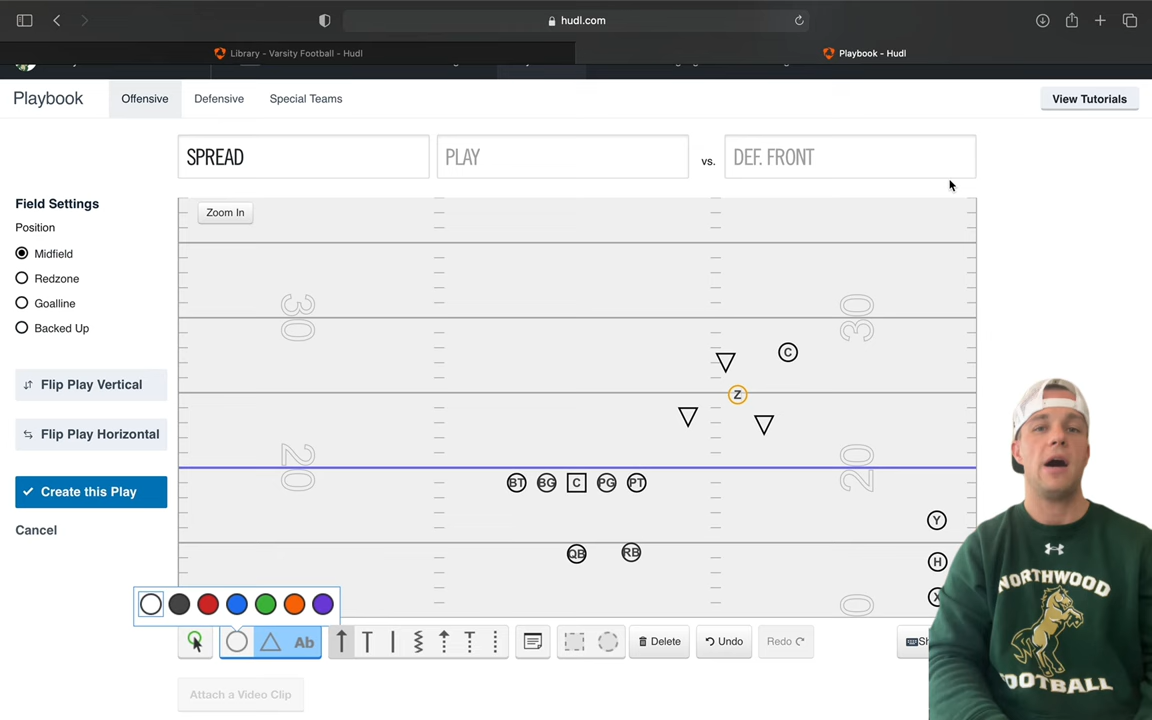 hudl.com
Library - Varsity Football - Hudl
Playbook - Hudl
Playbook
Offensive
Defensive
Special Teams
View Tutorials
SPREAD
PLAY
vs.
DEF. FRONT
Field Settings
Position
Midfield
Redzone
Goalline
Backed Up
Flip Play Vertical
Flip Play Horizontal
Create this Play
Cancel
Zoom In
30
30
C
Z
20
20
BT BG C PG PT
Y
QB RB
H
X
0
Ab
Delete
Undo
Redo
Attach a Video Clip
NORTHWOOD
FOOTBALL